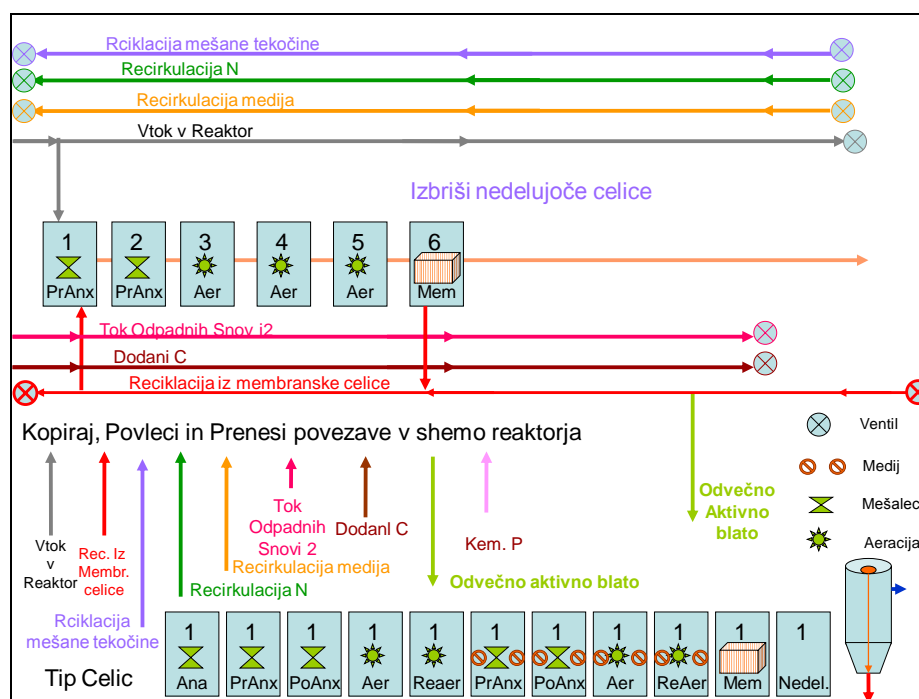 Rciklacija mešane tekočine
Recirkulacija N
Recirkulacija medija
Vtok v Reaktor
Izbriši nedelujoče celice
1 2 3 4 5 6
PrAnx PrAnx Aer Aer Aer Mem
Tok Odpadnih Snov i2
Dodani C
Reciklacija iz membranske celice
Kopiraj, Povleci in Prenesi povezave v shemo reaktorja
Ventil
Medij
Mešalec
Aeracija
Odvečno
Aktivno
blato
Vtok
v
Reaktor
Rec. Iz
Membr.
celice
Rciklacija
mešane tekočine
Recirkulacija N
Recirkulacija medija
Tok
Odpadnih
Snovi 2
Dodanl C
Odvečno aktivno blato
Kem. P
Tip Celic
1 1 1 1 1 1 1 1 1 1 1
Ana PrAnx PoAnx Aer Reaer PrAnx PoAnx Aer ReAer Mem Nedel.